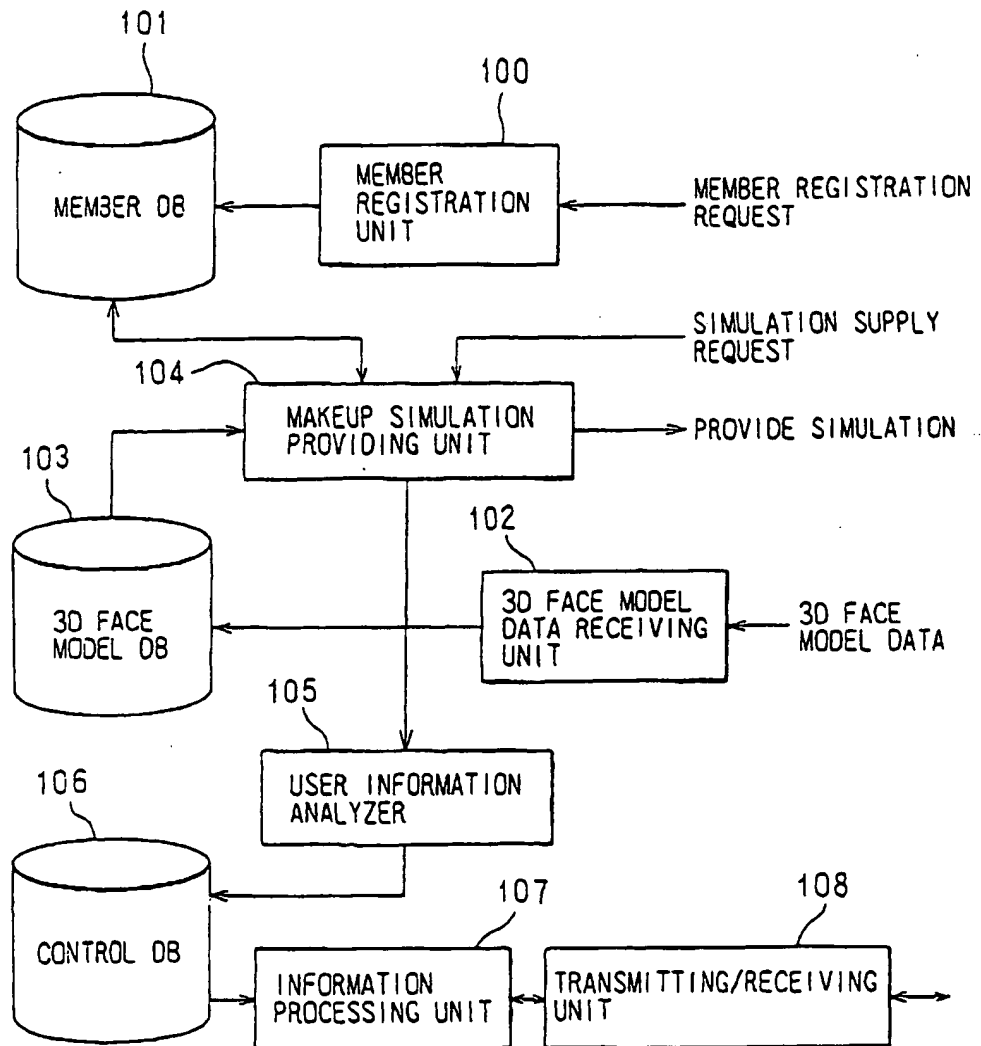 101
100
MEMBER DB
MEMBER
REGISTRATION
UNIT
MEMBER REGISTRATION
REQUEST
SIMULATION SUPPLY
REQUEST
104
MAKEUP SIMULATION
PROVIDING UNIT
PROVIDE SIMULATION
103
102
3D FACE
MODEL DB
3D FACE MODEL
DATA RECEIVING
UNIT
3D FACE
MODEL DATA
105
USER INFORMATION
ANALYZER
106
107
108
CONTROL DB
INFORMATION
PROCESSING UNIT
TRANSMITTING/RECEIVING
UNIT